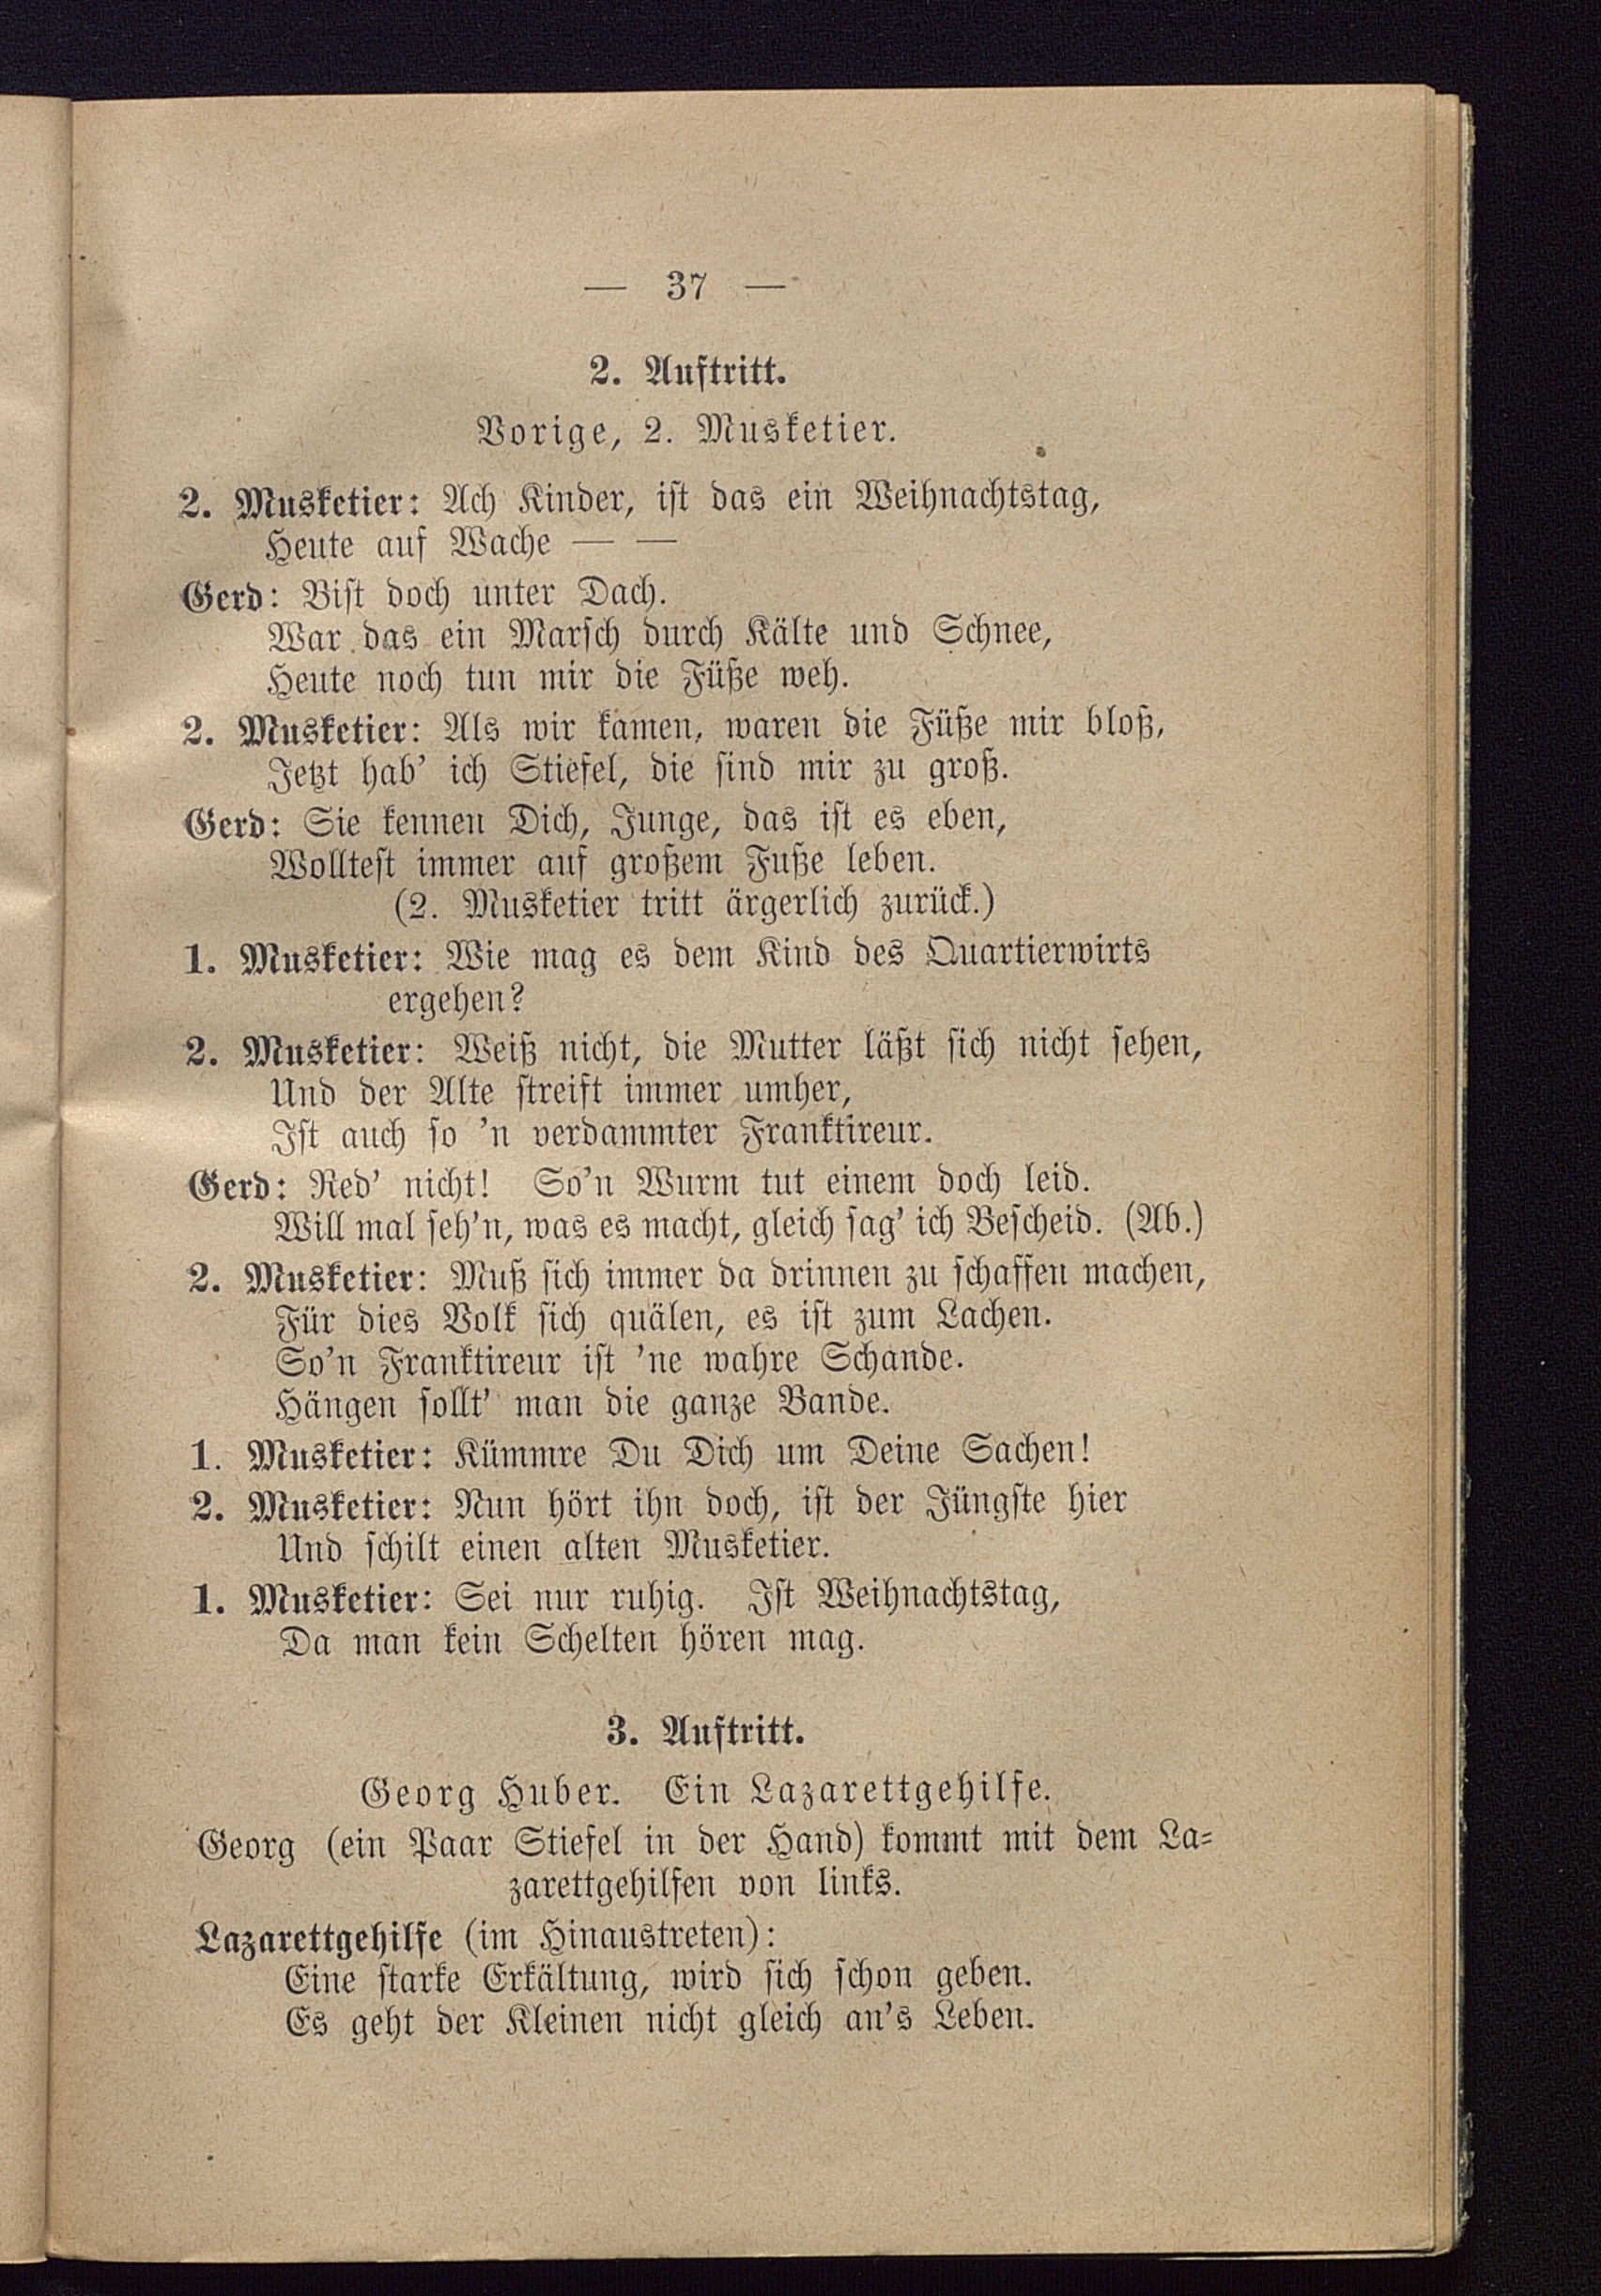 — 37 —
2. Auftritt.
Vorige, 2. Musketier.
2. Musketier: Ach Kinder, ist das ein Weihnachtstag,
Heute auf Wache — —
Gerd: Bist doch unter Dach.
War das ein Marsch durch Kälte und Schnee,
Heute noch tun mir die Füße weh.
2. Musketier: Als wir kamen, waren die Füße mir bloß,
Jetzt hab' ich Stiefel, die sind mir zu groß.
Gerd: Sie kennen Dich, Junge, das ist es eben,
Wolltest immer auf großem Fuße leben.
(2. Musketier tritt ärgerlich zurück.)
1. Musketier: Wie mag es dem Kind des Quartierwirts
ergehen?
2. Musketier: Weiß nicht, die Mutter läßt sich nicht sehen,
Und der Alte streift immer umher,
Ist auch so 'n verdammter Franktireur.
Gerd: Red' nicht! So'n Wurm tut einem doch leid.
Will mal seh'n, was es macht, gleich sag' ich Bescheid. (Ab.)
2. Musketier: Muß sich immer da drinnen zu schaffen machen,
Für dies Volk sich quälen, es ist zum Lachen.
So'n Franktireur ist 'ne wahre Schande.
Hängen sollt' man die ganze Bande.
1. Musketier: Kümmre Du Dich um Deine Sachen!
2. Musketier: Nun hört ihn doch, ist der Jüngste hier
Und schilt einen alten Musketier.
1. Musketier: Sei nur ruhig. Ist Weihnachtstag,
Da man kein Schelten hören mag.
3. Auftritt.
Georg Huber. Ein Lazarettgehilfe.
Georg (ein Paar Stiefel in der Hand) kommt mit dem La-
zarettgehilfen von links.
Lazarettgehilfe (im Hinaustreten):
Eine starke Erkältung, wird sich schon geben.
Es geht der Kleinen nicht gleich an's Leben.